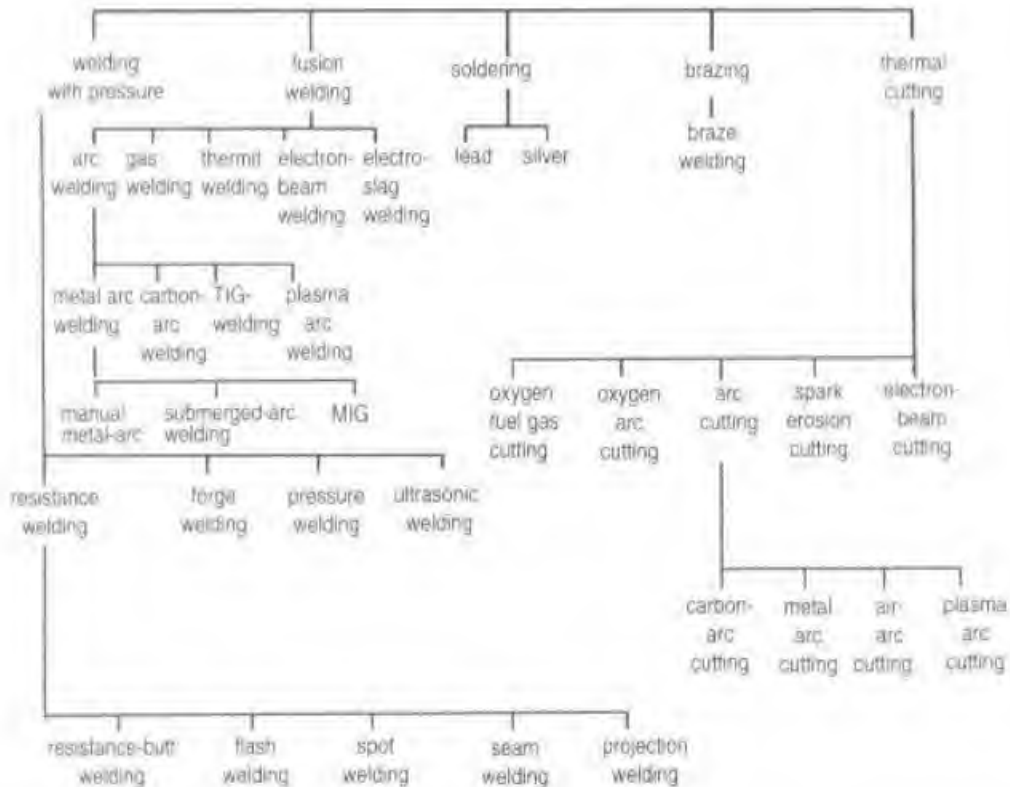 welding
with pressure
fusion
welding
soldering
brazing
thermal
cutting
arc
welding
gas
welding
thermit
welding
electron-
beam
welding
electro-
slag
welding
lead
silver
braze
welding
metal arc
welding
carbon-
arc
welding
TIG-
welding
plasma
arc
welding
manual
metal-arc
submerged-arc
welding
MIG
oxygen
fuel gas
cutting
oxygen
arc
cutting
arc
cutting
spark
erosion
cutting
electron-
beam
cutting
resistance
welding
forge
welding
pressure
welding
ultrasonic
welding
carbon-
arc
cutting
metal
arc
cutting
air-
arc
cutting
plasma
arc
cutting
resistance-butt
welding
flash
welding
spot
welding
seam
welding
projection
welding